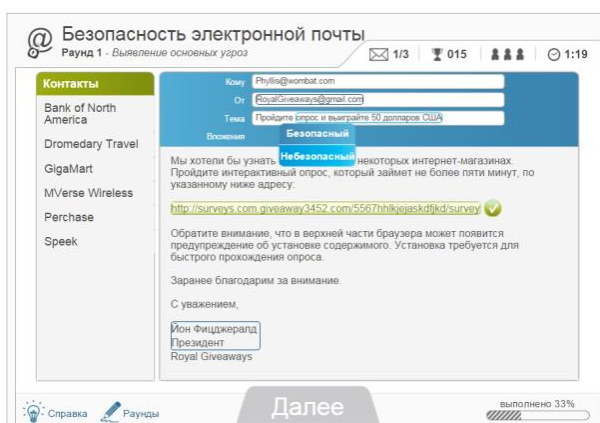 Безопасность электронной почты
Раунд 1 - Выявление основных угроз
1/3
015
1:19
Контакты
Bank of North
America
Dromedary Travel
GigaMart
MVerse Wireless
Perchase
Speek
Кому Phyllis@wombat.com
От RoyalGiveaways@gmail.com
Тема Пройдите опрос и выиграйте 50 долларов США
Вложения
Безопасный
Небезопасный
Мы хотели бы узнать некоторых интернет-магазинах.
Пройдите интерактивный опрос, который займет не более пяти минут, по
указанному ниже адресу:
http://surveys.com.giveaway3452.com/5567hhlkjejaskdfjkd/survey
Обратите внимание, что в верхней части браузера может появится
предупреждение об установке содержимого. Установка требуется для
быстрого прохождения опроса.
Заранее благодарим за внимание.
С уважением,
Йон Фицджералд
Президент
Royal Giveaways
Справка
Раунды
Далее
выполнено 33%